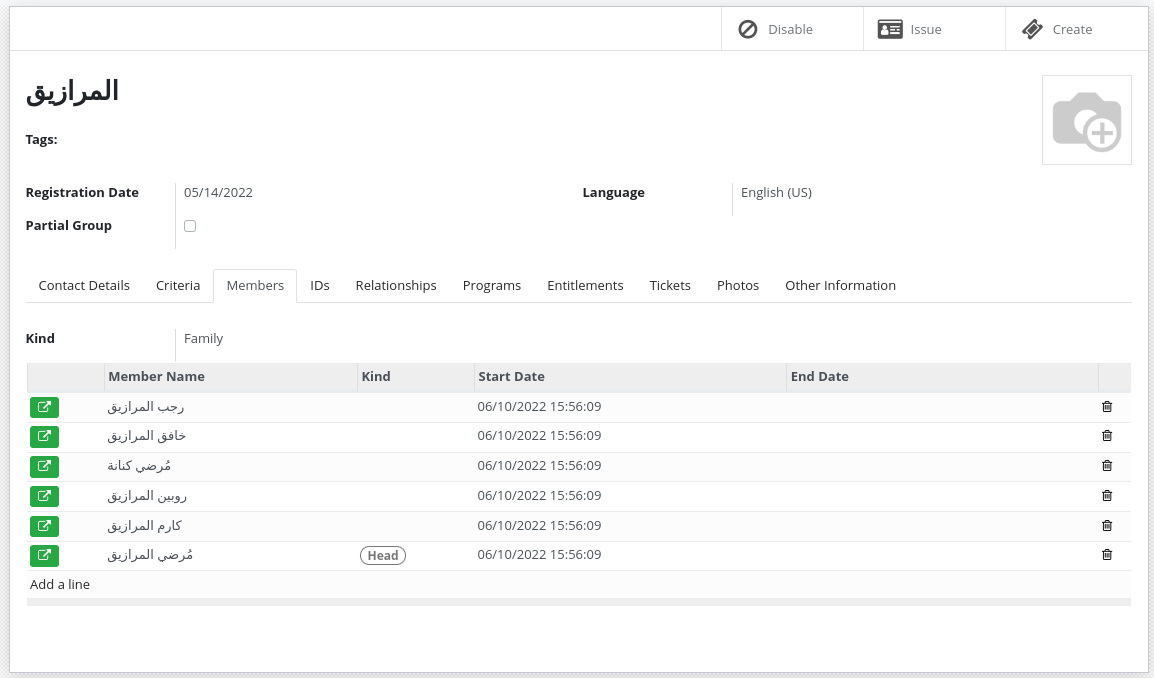 Disable Issue Create
المرازيق
Tags:
Registration Date 05/14/2022 Language English (US)
Partial Group
Contact Details Criteria Members IDs Relationships Programs Entitlements Tickets Photos Other Information
Kind Family
Member Name Kind Start Date End Date
رجب المرازيق 06/10/2022 15:56:09
خافق المرازيق 06/10/2022 15:56:09
مُرضي كنانة 06/10/2022 15:56:09
روبين المرازيق 06/10/2022 15:56:09
كارم المرازيق 06/10/2022 15:56:09
مُرضي المرازيق Head 06/10/2022 15:56:09
Add a line